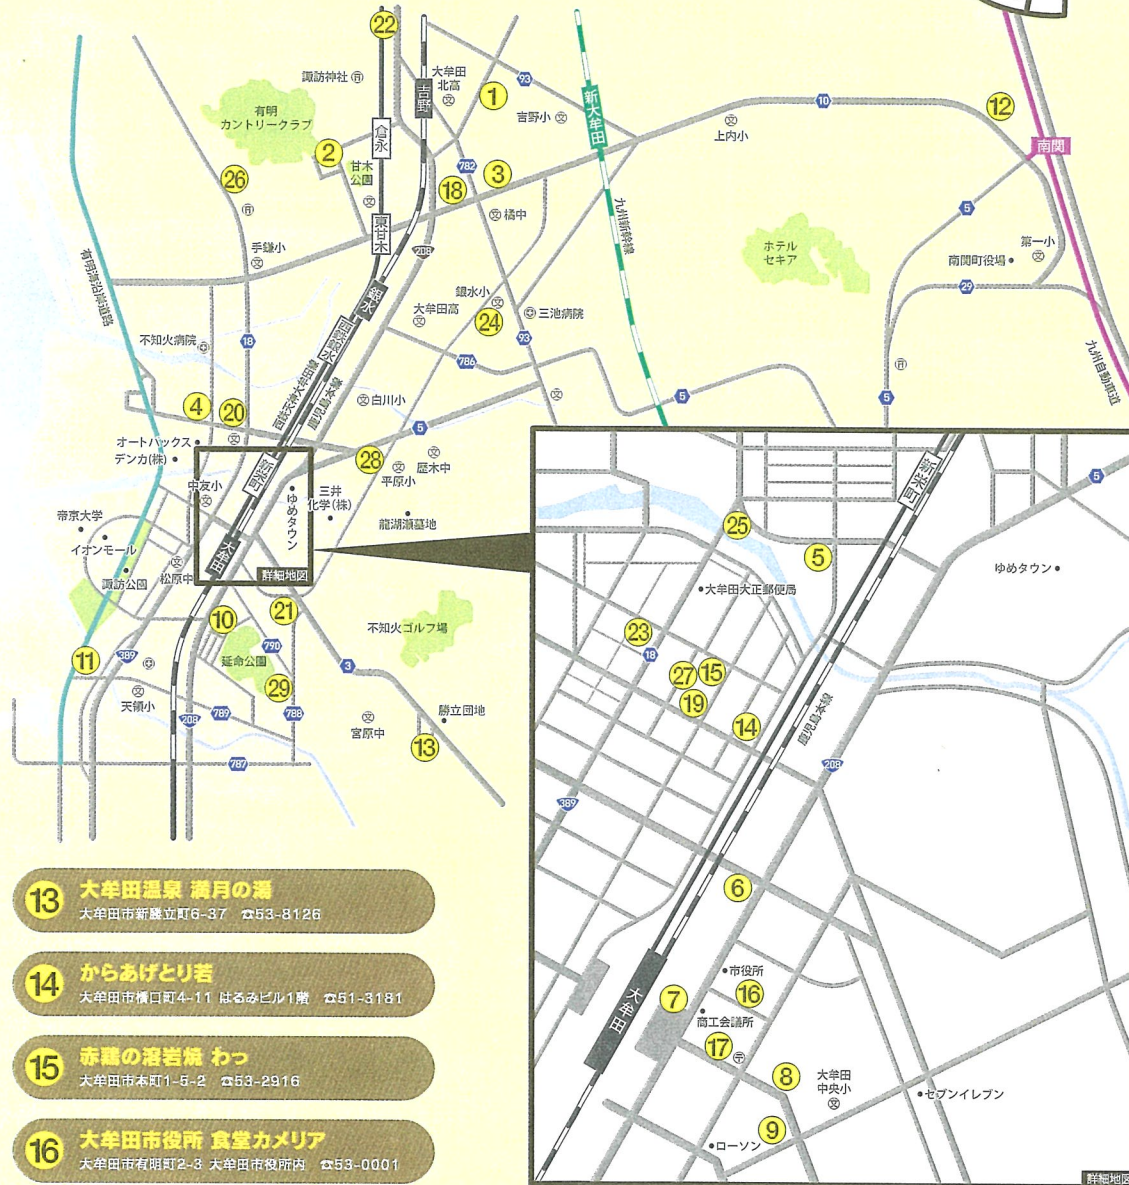 22
諏訪神社
大牟田
北高
吉野
1
93
吉野小
新大牟田
10
上内小
12
南関
有明
カントリークラブ
2
倉永
甘木
公園
782
3
18
橘中
26
東甘木
208
九州新幹線
5
ホテル
セキア
第一小
南関町役場
29
手鎌小
有明海沿岸道路
銀水
銀水小
大牟田高
24
三池病院
93
不知火病院
18
西鉄銀水
西鉄天神大牟田線
鹿児島本線
786
九州自動車道
4
20
白川小
5
5
5
オートバックス
デンカ(株)
28
平原小
歴木中
新栄町
中友小
ゆめタウン
三井
化学(株)
龍湖瀬墓地
帝京大学
イオンモール
諏訪公園
松原中
大牟田
詳細地図
10
21
790
延命公園
不知火ゴルフ場
11
389
天領小
29
3
208
789
788
宮原中
勝立団地
13
787
新栄町
5
25
5
ゆめタウン
大牟田大正郵便局
23
18
27
15
19
14
鹿児島本線
208
389
6
市役所
16
大牟田
7
商工会議所
17
8
大牟田
中央小
セブンイレブン
9
ローソン
詳細地図
13 大牟田温泉 満月の湯
大牟田市新勝立町6-37 ☎53-8126
14 からあげとり若
大牟田市橋口町4-11 はるみビル1階 ☎51-3181
15 赤鶏の溶岩焼 わっ
大牟田市本町1-5-2 ☎53-2916
16 大牟田市役所 食堂カメリア
大牟田市有明町2-3 大牟田市役所内 ☎53-0001